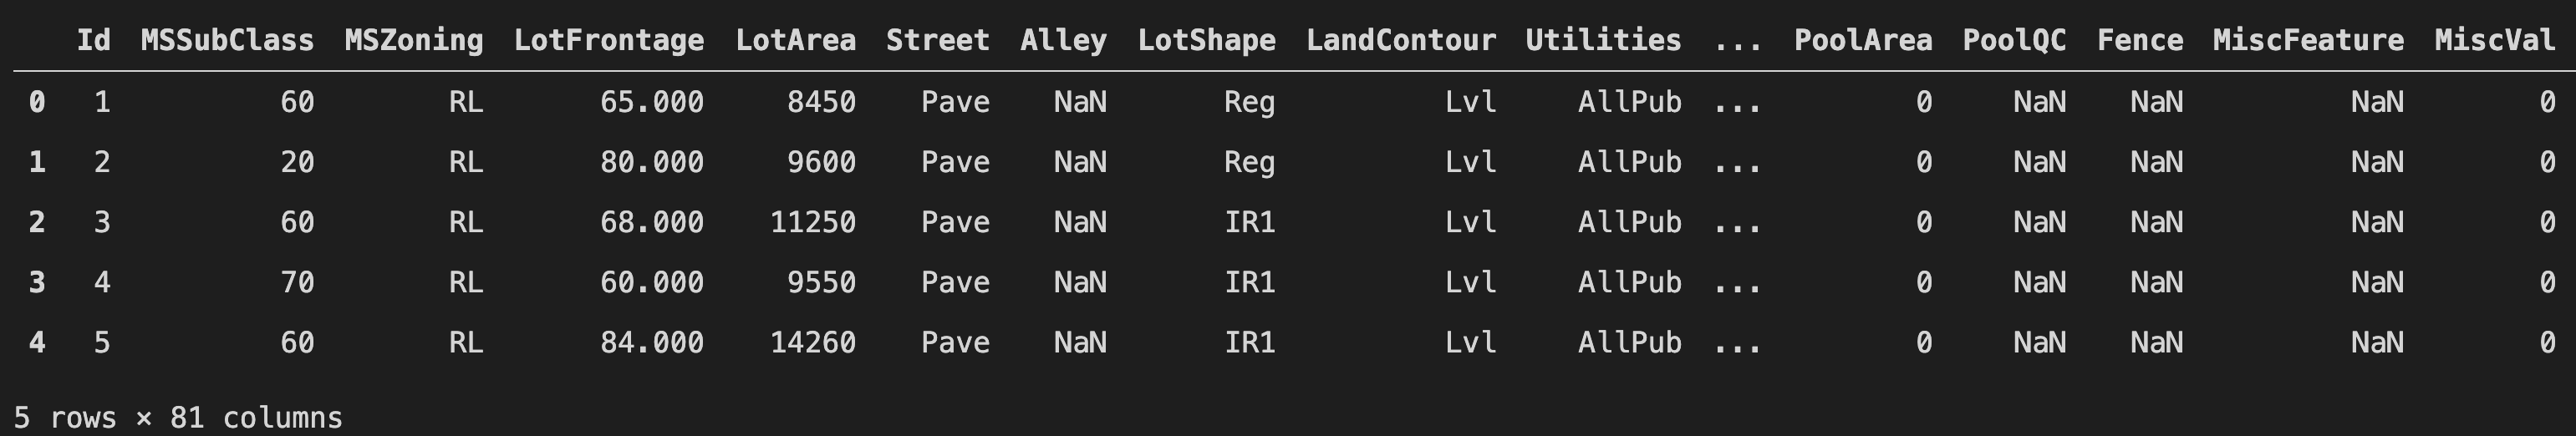 Id MSSubClass MSZoning LotFrontage LotArea Street Alley LotShape LandContour Utilities ... PoolArea PoolQC Fence MiscFeature MiscVal
0 1 60 RL 65.000 8450 Pave NaN Reg Lvl AllPub ... 0 NaN NaN NaN 0
1 2 20 RL 80.000 9600 Pave NaN Reg Lvl AllPub ... 0 NaN NaN NaN 0
2 3 60 RL 68.000 11250 Pave NaN IR1 Lvl AllPub ... 0 NaN NaN NaN 0
3 4 70 RL 60.000 9550 Pave NaN IR1 Lvl AllPub ... 0 NaN NaN NaN 0
4 5 60 RL 84.000 14260 Pave NaN IR1 Lvl AllPub ... 0 NaN NaN NaN 0
5 rows × 81 columns